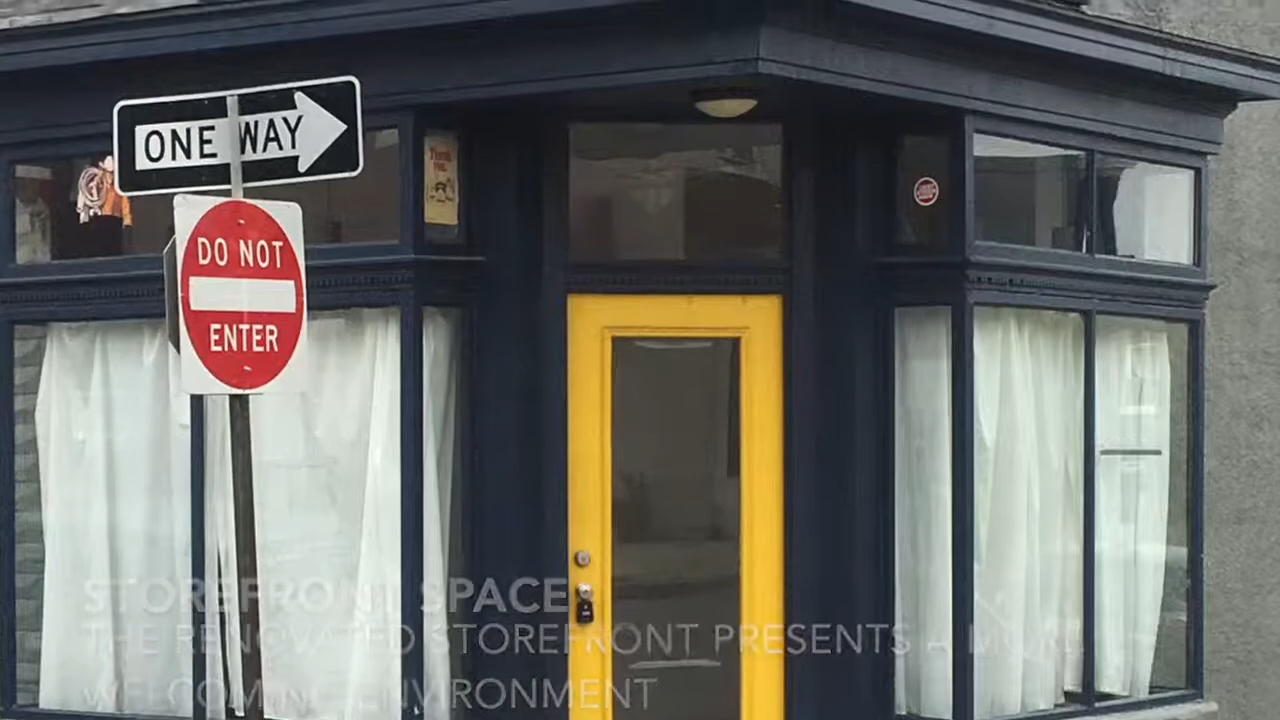 ONE WAY
DO NOT
ENTER
STOREFRONT SPACE
THE RENOVATED STOREFRONT PRESENTS A MORE
WELCOMING ENVIRONMENT